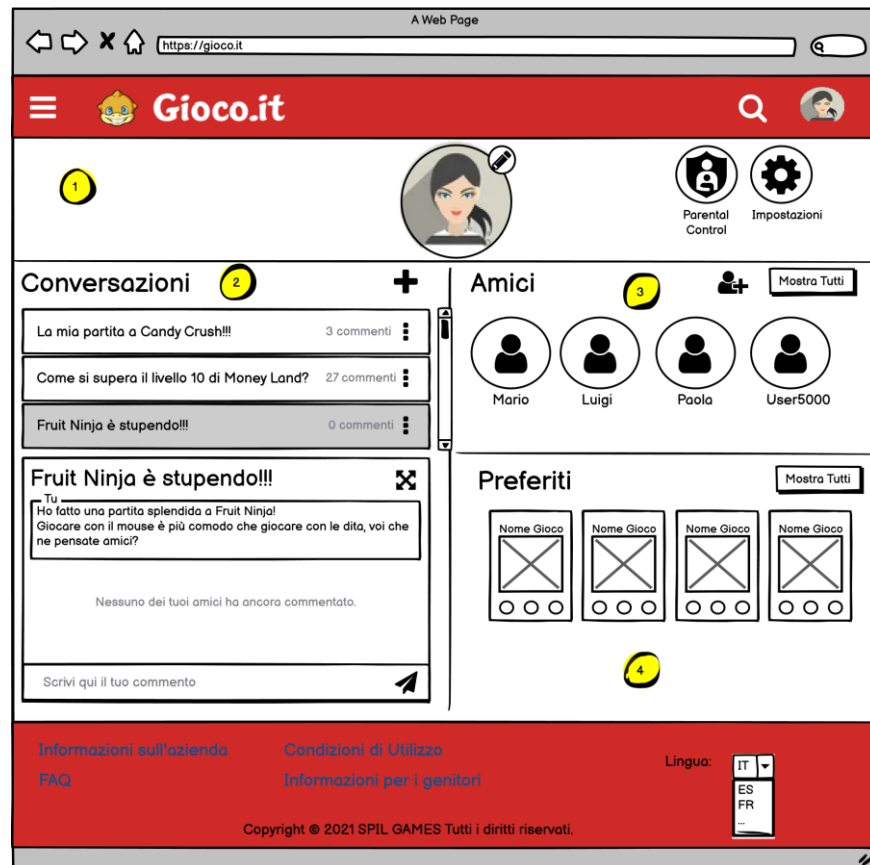 A Web Page
https://gioco.it
Gioco.it
1
Parental
Control
Impostazioni
Conversazioni
2
La mia partita a Candy Crush!!!
3 commenti
Come si supera il livello 10 di Money Land?
27 commenti
Fruit Ninja è stupendo!!!
0 commenti
Fruit Ninja è stupendo!!!
Tu
Ho fatto una partita splendida a Fruit Ninja!
Giocare con il mouse è più comodo che giocare con le dita, voi che
ne pensate amici?
Nessuno dei tuoi amici ha ancora commentato.
Scrivi qui il tuo commento
Amici
3
Mostra Tutti
Mario
Luigi
Paola
User5000
Preferiti
Mostra Tutti
Nome Gioco
Nome Gioco
Nome Gioco
Nome Gioco
4
Informazioni sull'azienda
Condizioni di Utilizzo
FAQ
Informazioni per i genitori
Lingua:
IT
ES
FR
...
Copyright © 2021 SPIL GAMES Tutti i diritti riservati.